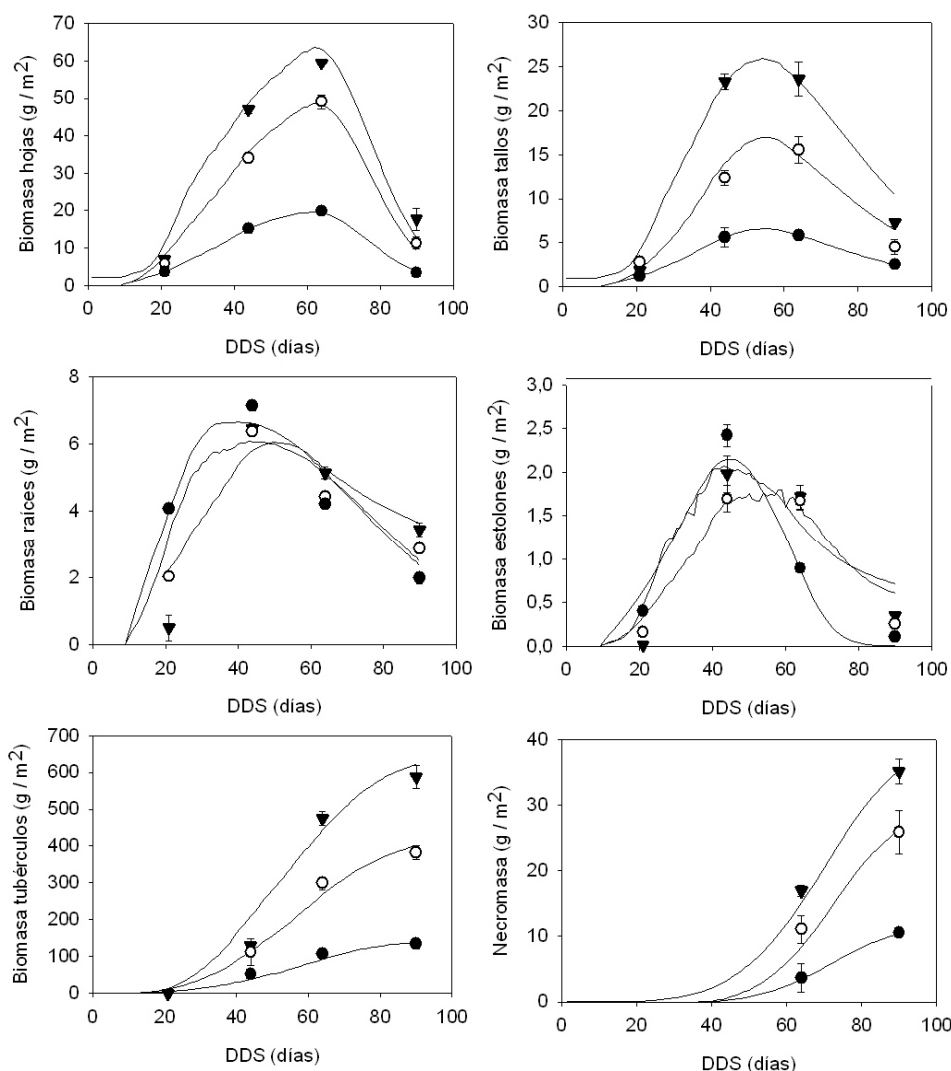 70
60
50
40
30
20
10
0
Biomasa hojas (g / m2)
0 20 40 60 80 100
DDS (días)
30
25
20
15
10
5
0
Biomasa tallos (g / m2)
0 20 40 60 80 100
DDS (días)
8
6
4
2
0
Biomasa raices (g / m2)
0 20 40 60 80 100
DDS (días)
3,0
2,5
2,0
1,5
1,0
0,5
0,0
Biomasa estolones (g / m2)
0 20 40 60 80 100
DDS (días)
700
600
500
400
300
200
100
0
Biomasa tubérculos (g / m2)
0 20 40 60 80 100
DDS (días)
40
30
20
10
0
Necromasa (g / m2)
0 20 40 60 80 100
DDS (días)